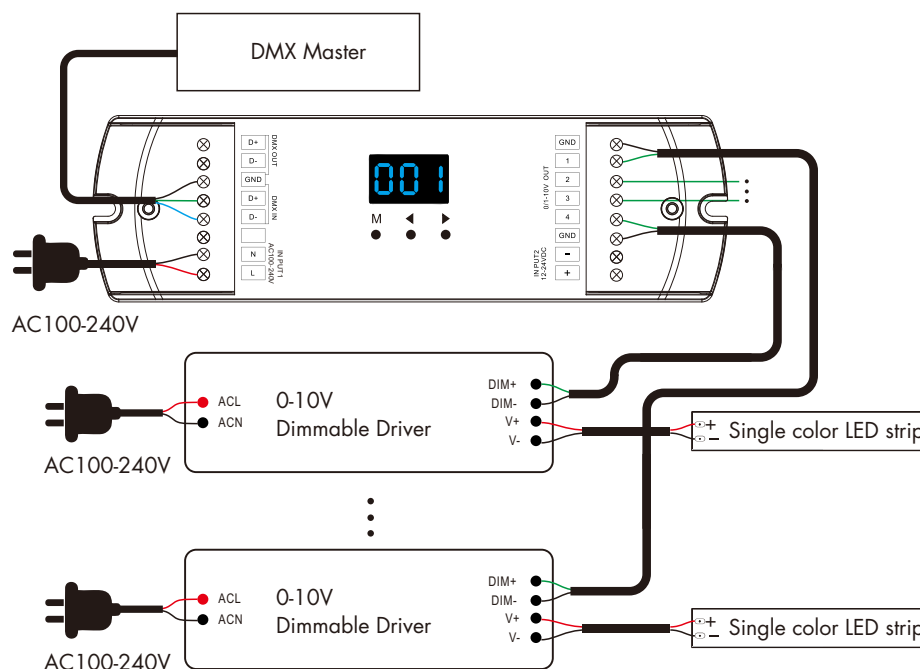 DMX Master
D+
D-
GND
D+
D-
N
L
DMX OUT
DMX IN
INPUT1
AC100-240V
001
M ◀ ▶
GND
1
2
3
4
GND
-
+
0/1-10V OUT
INPUT2
12-24VDC
AC100-240V
ACL
ACN
0-10V
Dimmable Driver
DIM+
DIM-
V+
V-
+
-
Single color LED strip
AC100-240V
ACL
ACN
0-10V
Dimmable Driver
DIM+
DIM-
V+
V-
+
-
Single color LED strip
AC100-240V